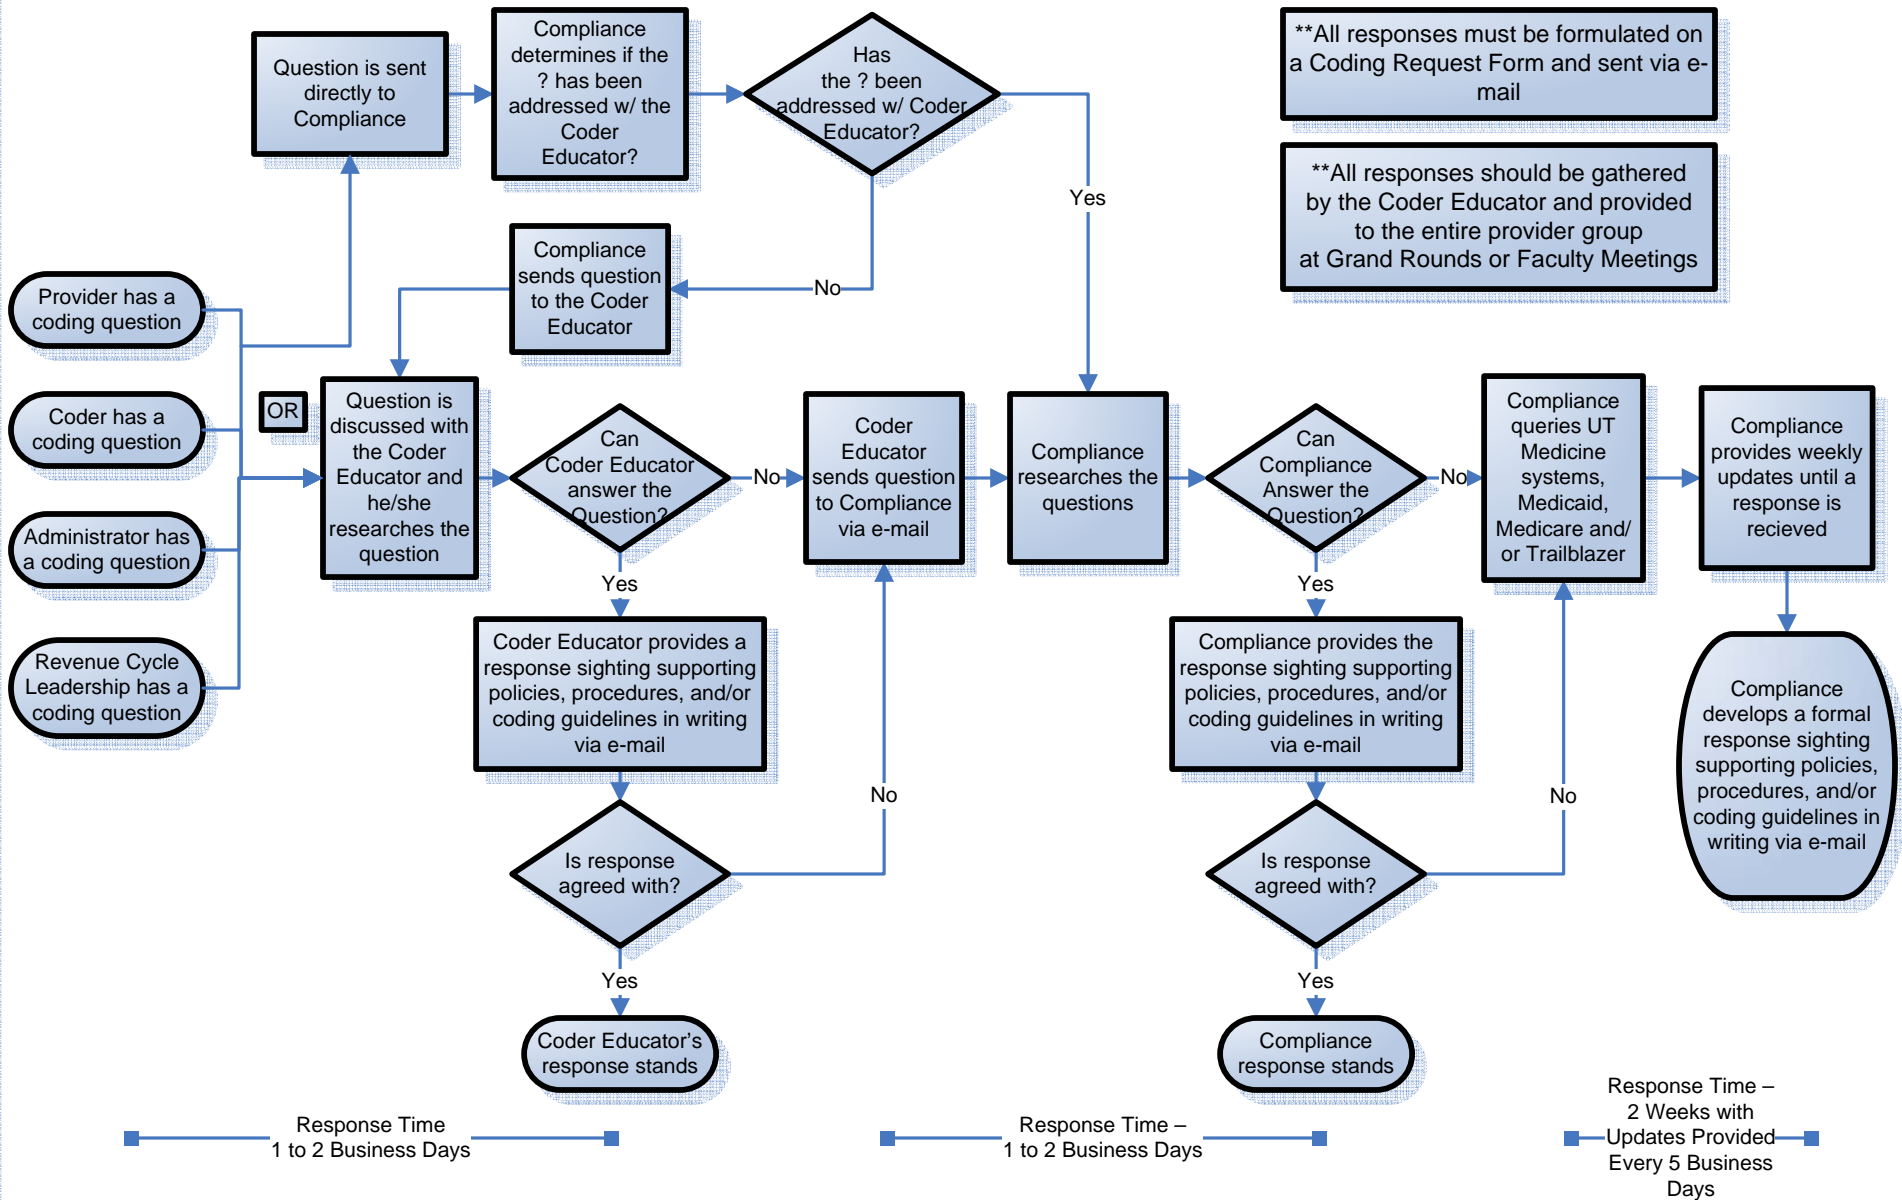 Question is sent
directly to
Compliance
Compliance
determines if the
? has been
addressed w/ the
Coder
Educator?
Has
the ? been
addressed w/ Coder
Educator?
**All responses must be formulated on
a Coding Request Form and sent via e-
mail
**All responses should be gathered
by the Coder Educator and provided
to the entire provider group
at Grand Rounds or Faculty Meetings
Yes
No
Compliance
sends question
to the Coder
Educator
Provider has a
coding question
Coder has a
coding question
Administrator has
a coding question
Revenue Cycle
Leadership has a
coding question
OR
Question is
discussed with
the Coder
Educator and
he/she
researches the
question
Can
Coder Educator
answer the
Question?
No
Coder
Educator
sends question
to Compliance
via e-mail
Compliance
researches the
questions
Can
Compliance
Answer the
Question?
No
Compliance
queries UT
Medicine
systems,
Medicaid,
Medicare and/
or Trailblazer
Compliance
provides weekly
updates until a
response is
recieved
Yes
Coder Educator provides a
response sighting supporting
policies, procedures, and/or
coding guidelines in writing
via e-mail
Yes
Compliance provides the
response sighting supporting
policies, procedures, and/or
coding guidelines in writing
via e-mail
Compliance
develops a formal
response sighting
supporting policies,
procedures, and/or
coding guidelines in
writing via e-mail
No
No
Is response
agreed with?
Is response
agreed with?
Yes
Yes
Coder Educator's
response stands
Compliance
response stands
Response Time
1 to 2 Business Days
Response Time –
1 to 2 Business Days
Response Time –
2 Weeks with
Updates Provided
Every 5 Business
Days